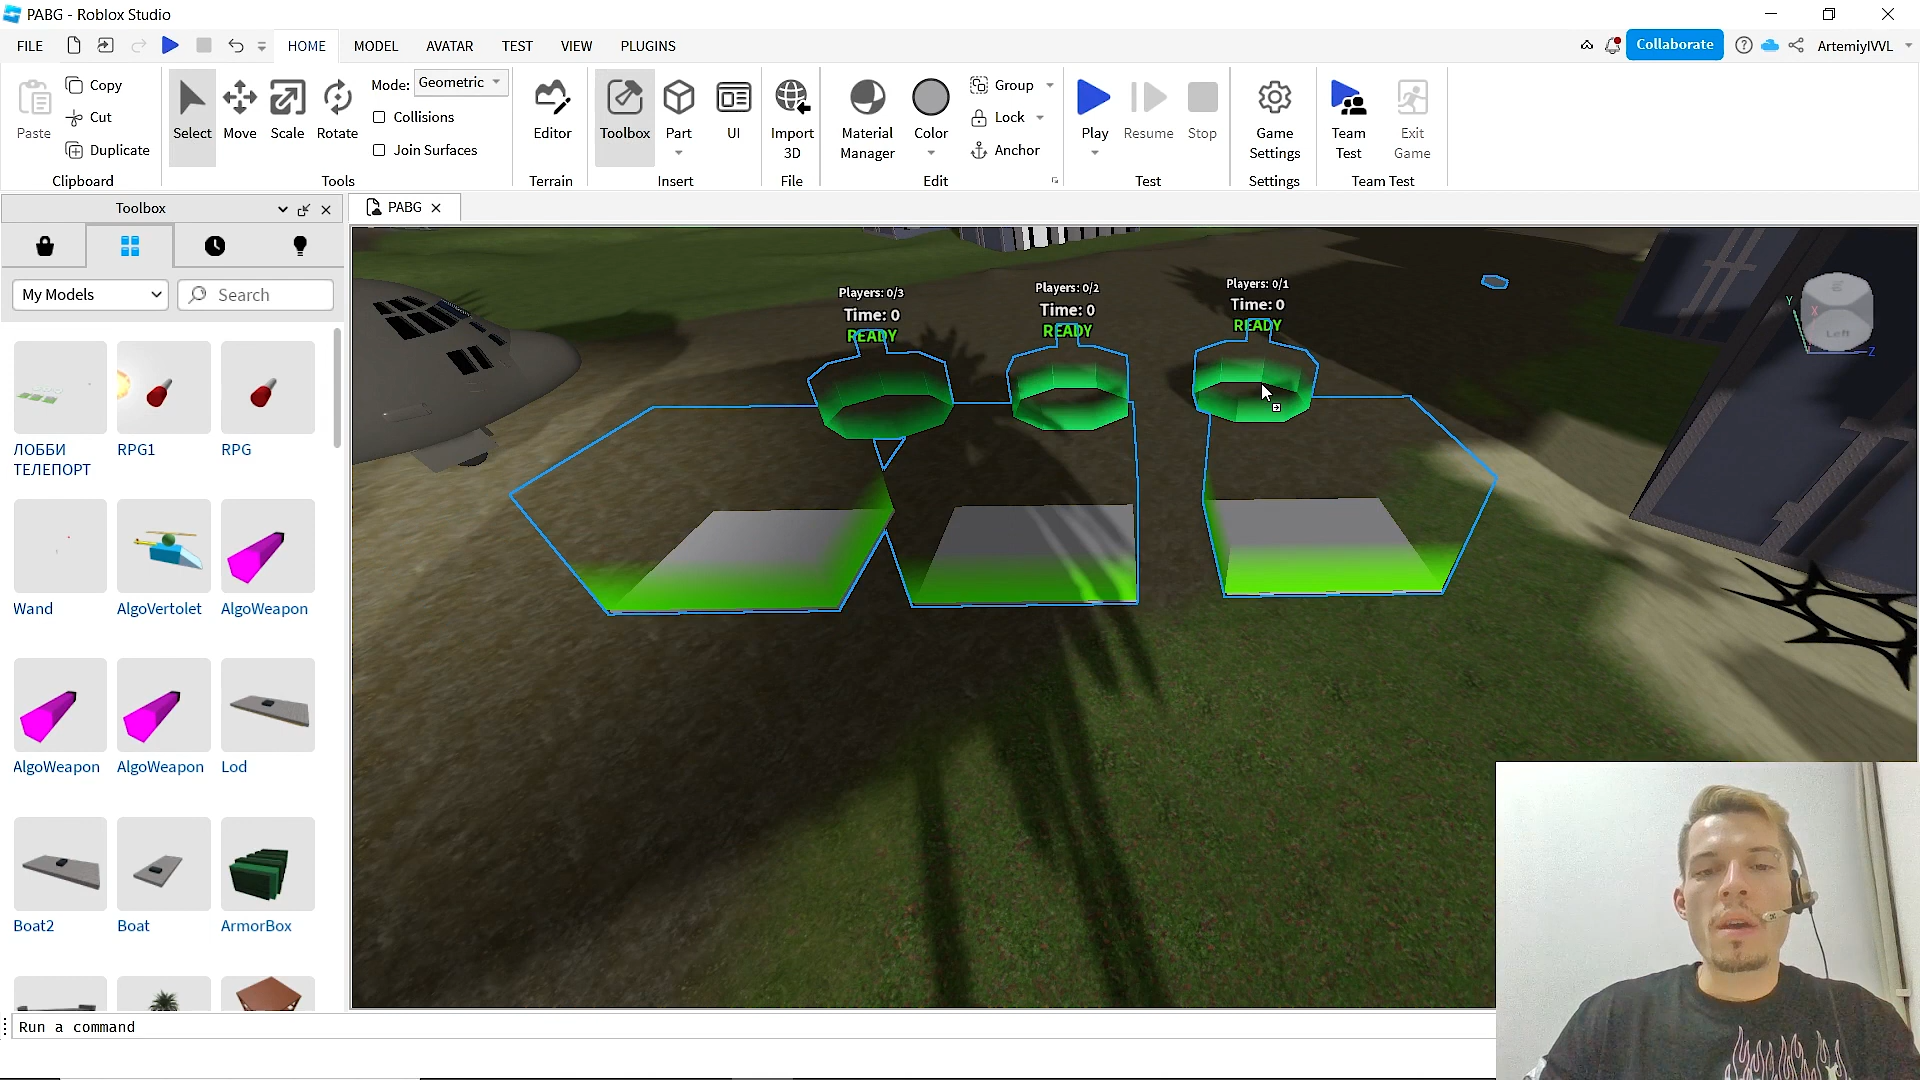 PABG - Roblox Studio
FILE HOME MODEL AVATAR TEST VIEW PLUGINS Collaborate ArtemiyIVVL
Paste
Copy
Cut
Duplicate
Clipboard
Select Move Scale Rotate
Mode: Geometric
Collisions
Join Surfaces
Tools
Editor
Terrain
Toolbox Part UI
Insert
Import
3D
File
Material
Manager
Color
Group
Lock
Anchor
Edit
Play Resume Stop
Test
Game
Settings
Settings
Team
Test
Exit
Game
Team Test
Toolbox
PABG
My Models
Search
ЛОББИ
ТЕЛЕПОРТ
RPG1
RPG
Wand
AlgoVertolet
AlgoWeapon
AlgoWeapon
AlgoWeapon
Lod
Boat2
Boat
ArmorBox
Players: 0/3
Time: 0
READY
Players: 0/2
Time: 0
READY
Players: 0/1
Time: 0
READY
Y
X
Z
Left
Run a command